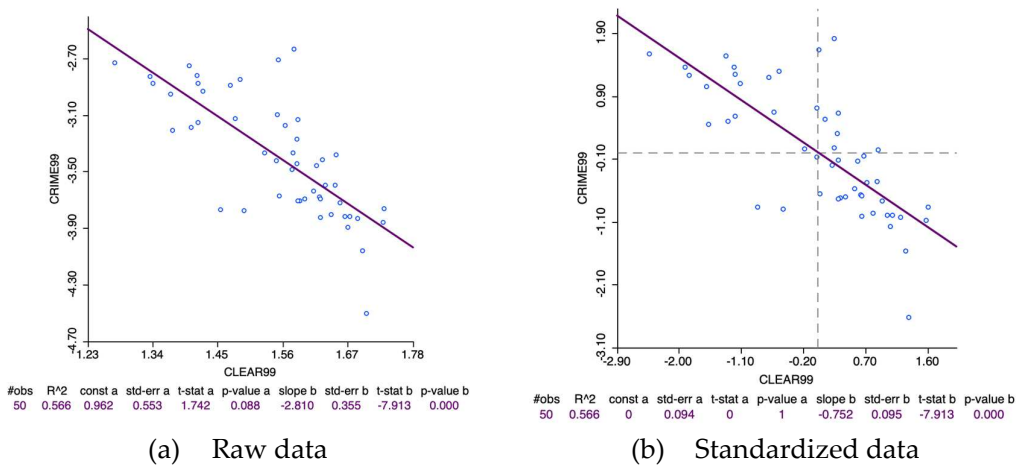 CRIME99
-2.70
-3.10
-3.50
-3.90
-4.30
-4.70
1.23 1.34 1.45 1.56 1.67 1.78
CLEAR99
#obs R^2 const a std-err a t-stat a p-value a slope b std-err b t-stat b p-value b
50 0.566 0.962 0.553 1.742 0.088 -2.810 0.355 -7.913 0.000
(a) Raw data
CRIME99
1.90
0.90
-0.10
-1.10
-2.10
-3.10
-2.90 -2.00 -1.10 -0.20 0.70 1.60
CLEAR99
#obs R^2 const a std-err a t-stat a p-value a slope b std-err b t-stat b p-value b
50 0.566 0 0.094 0 1 -0.752 0.095 -7.913 0.000
(b) Standardized data